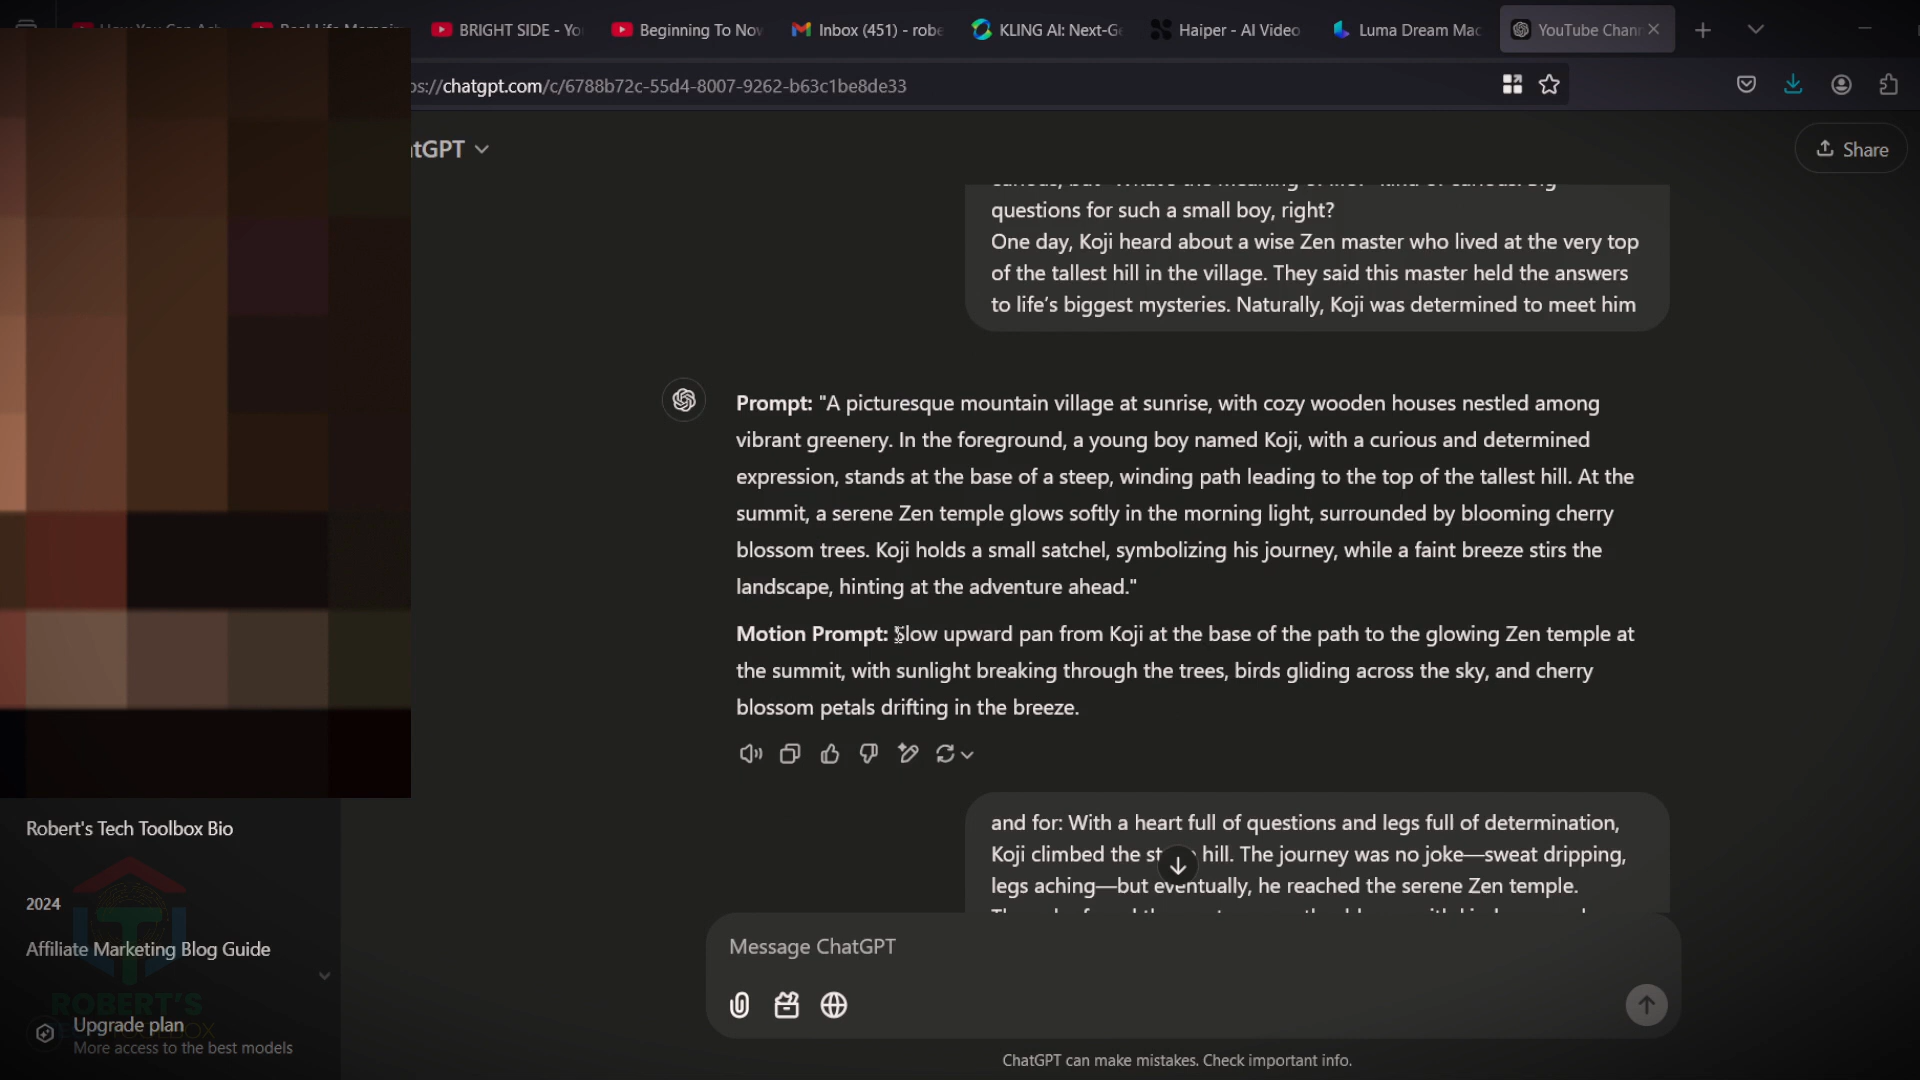 BRIGHT SIDE - Yo
Beginning To Now
Inbox (451) - robe
KLING AI: Next-Ge
Haiper - AI Video
Luma Dream Mac
YouTube Chan
ps://chatgpt.com/c/6788b72c-55d4-8007-9262-b63c1be8de33
tGPT
Share
questions for such a small boy, right?
One day, Koji heard about a wise Zen master who lived at the very top
of the tallest hill in the village. They said this master held the answers
to life's biggest mysteries. Naturally, Koji was determined to meet him
Prompt: "A picturesque mountain village at sunrise, with cozy wooden houses nestled among
vibrant greenery. In the foreground, a young boy named Koji, with a curious and determined
expression, stands at the base of a steep, winding path leading to the top of the tallest hill. At the
summit, a serene Zen temple glows softly in the morning light, surrounded by blooming cherry
blossom trees. Koji holds a small satchel, symbolizing his journey, while a faint breeze stirs the
landscape, hinting at the adventure ahead."
Motion Prompt: Slow upward pan from Koji at the base of the path to the glowing Zen temple at
the summit, with sunlight breaking through the trees, birds gliding across the sky, and cherry
blossom petals drifting in the breeze.
and for: With a heart full of questions and legs full of determination,
Koji climbed the hill. The journey was no joke—sweat dripping,
legs aching—but eventually, he reached the serene Zen temple.
Message ChatGPT
ChatGPT can make mistakes. Check important info.
Robert's Tech Toolbox Bio
2024
Affiliate Marketing Blog Guide
ROBERT'S
Upgrade plan
More access to the best models